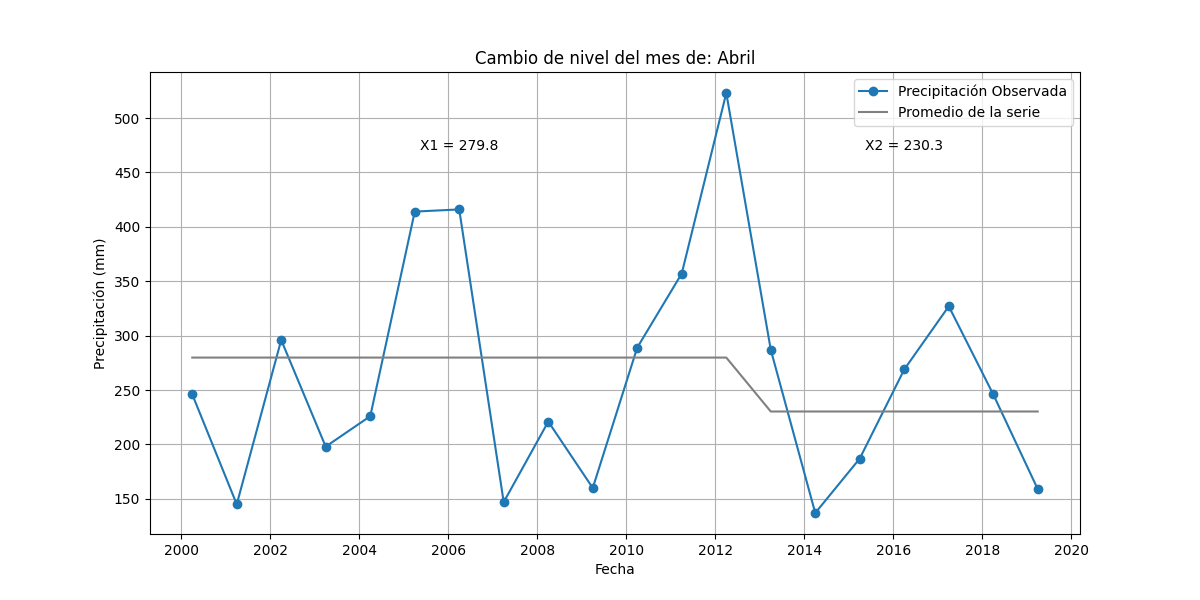 Cambio de nivel del mes de: Abril
Precipitación Observada
Promedio de la serie
X1 = 279.8
X2 = 230.3
Precipitación (mm)
500
450
400
350
300
250
200
150
2000 2002 2004 2006 2008 2010 2012 2014 2016 2018 2020
Fecha